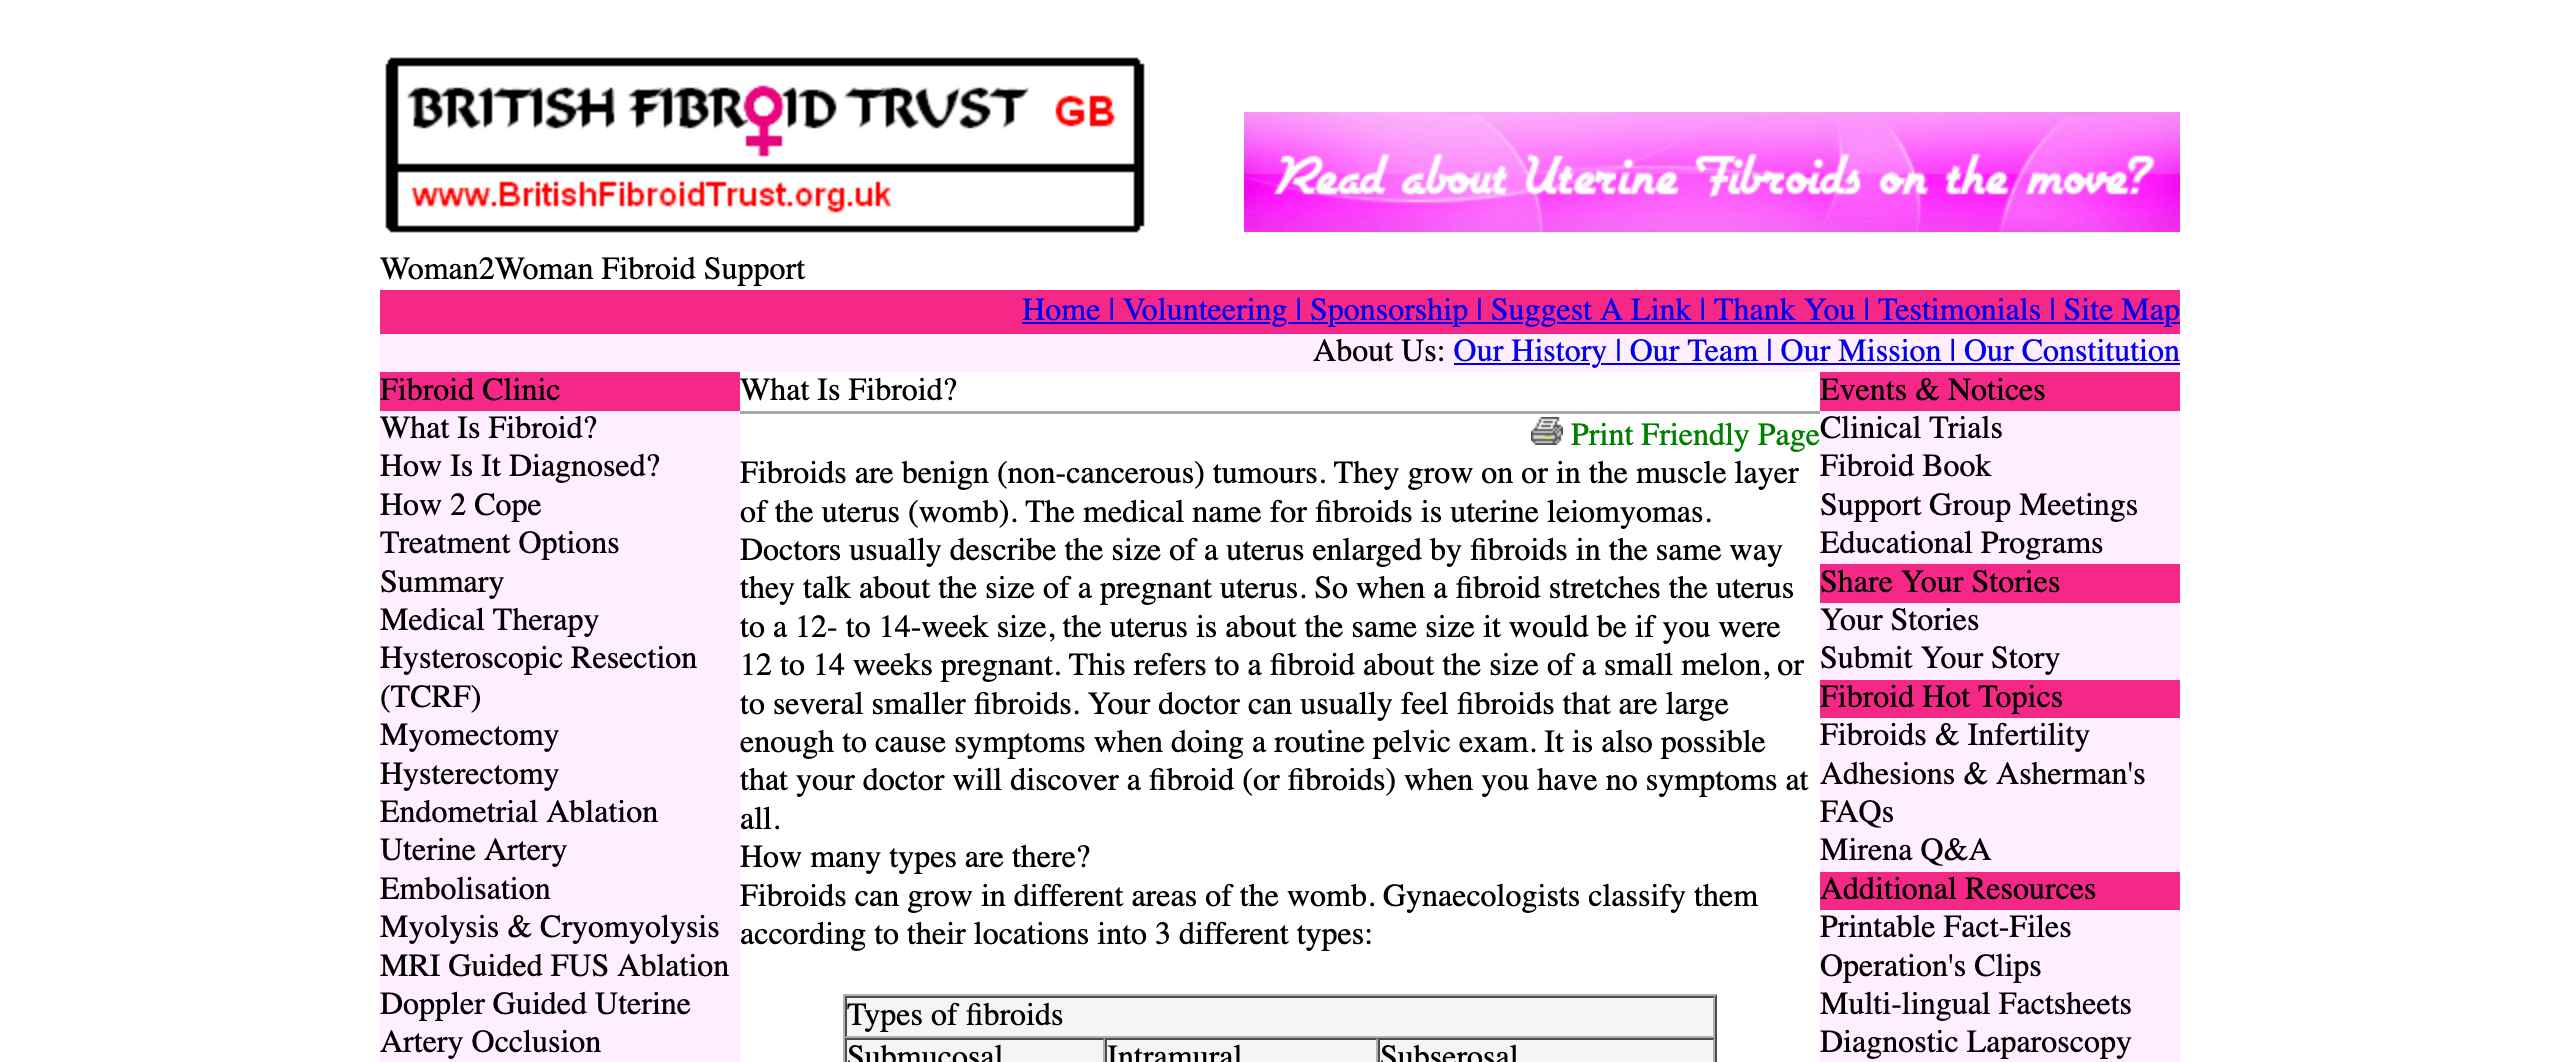 BRITISH FIBROID TRUST GB
www.BritishFibroidTrust.org.uk
Read about Uterine Fibroids on the move?
Woman2Woman Fibroid Support
Home | Volunteering | Sponsorship | Suggest A Link | Thank You | Testimonials | Site Map
About Us: Our History | Our Team | Our Mission | Our Constitution
Fibroid Clinic
What Is Fibroid?
How Is It Diagnosed?
How 2 Cope
Treatment Options
Summary
Medical Therapy
Hysteroscopic Resection
(TCRF)
Myomectomy
Hysterectomy
Endometrial Ablation
Uterine Artery
Embolisation
Myolysis & Cryomyolysis
MRI Guided FUS Ablation
Doppler Guided Uterine
Artery Occlusion
What Is Fibroid?
Print Friendly Page
Fibroids are benign (non-cancerous) tumours. They grow on or in the muscle layer
of the uterus (womb). The medical name for fibroids is uterine leiomyomas.
Doctors usually describe the size of a uterus enlarged by fibroids in the same way
they talk about the size of a pregnant uterus. So when a fibroid stretches the uterus
to a 12- to 14-week size, the uterus is about the same size it would be if you were
12 to 14 weeks pregnant. This refers to a fibroid about the size of a small melon, or
to several smaller fibroids. Your doctor can usually feel fibroids that are large
enough to cause symptoms when doing a routine pelvic exam. It is also possible
that your doctor will discover a fibroid (or fibroids) when you have no symptoms at
all.
How many types are there?
Fibroids can grow in different areas of the womb. Gynaecologists classify them
according to their locations into 3 different types:
Types of fibroids
Submucosal Intramural Subserosal
Events & Notices
Clinical Trials
Fibroid Book
Support Group Meetings
Educational Programs
Share Your Stories
Your Stories
Submit Your Story
Fibroid Hot Topics
Fibroids & Infertility
Adhesions & Asherman's
FAQs
Mirena Q&A
Additional Resources
Printable Fact-Files
Operation's Clips
Multi-lingual Factsheets
Diagnostic Laparoscopy